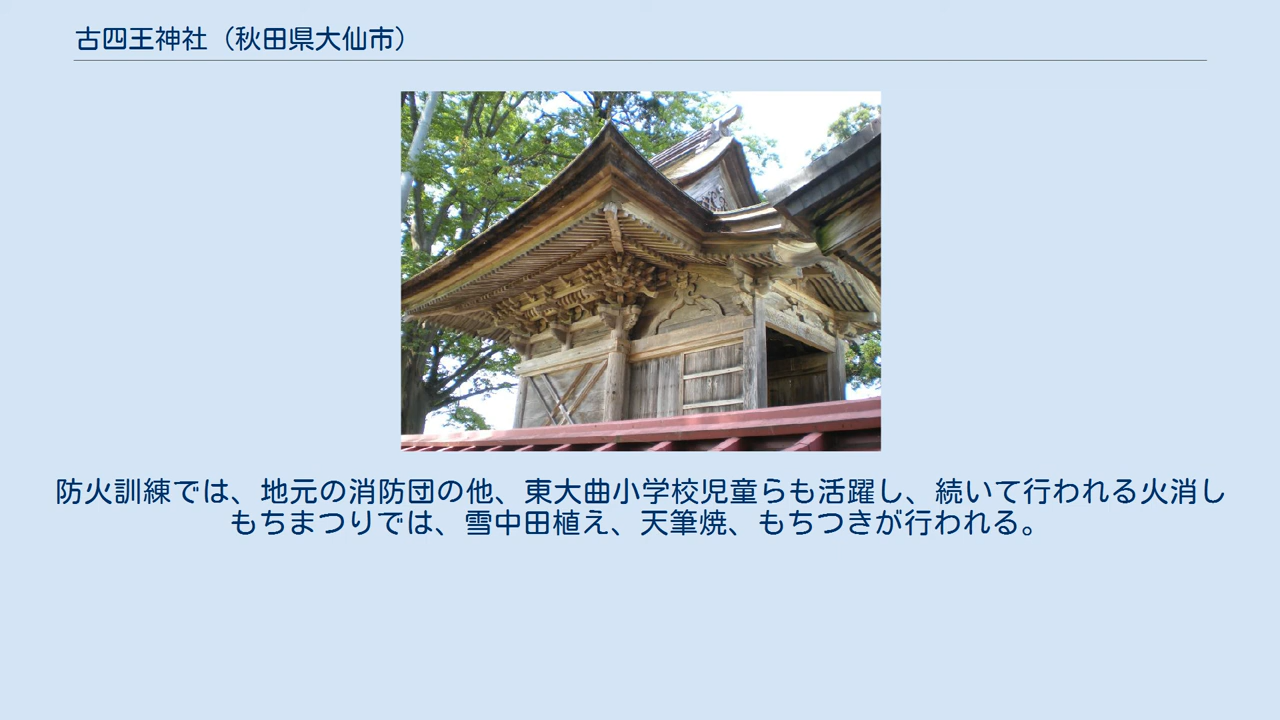 古四王神社（秋田県大仙市）
防火訓練では、地元の消防団の他、東大曲小学校児童らも活躍し、続いて行われる火消し
もちまつりでは、雪中田植え、天筆焼、もちつきが行われる。